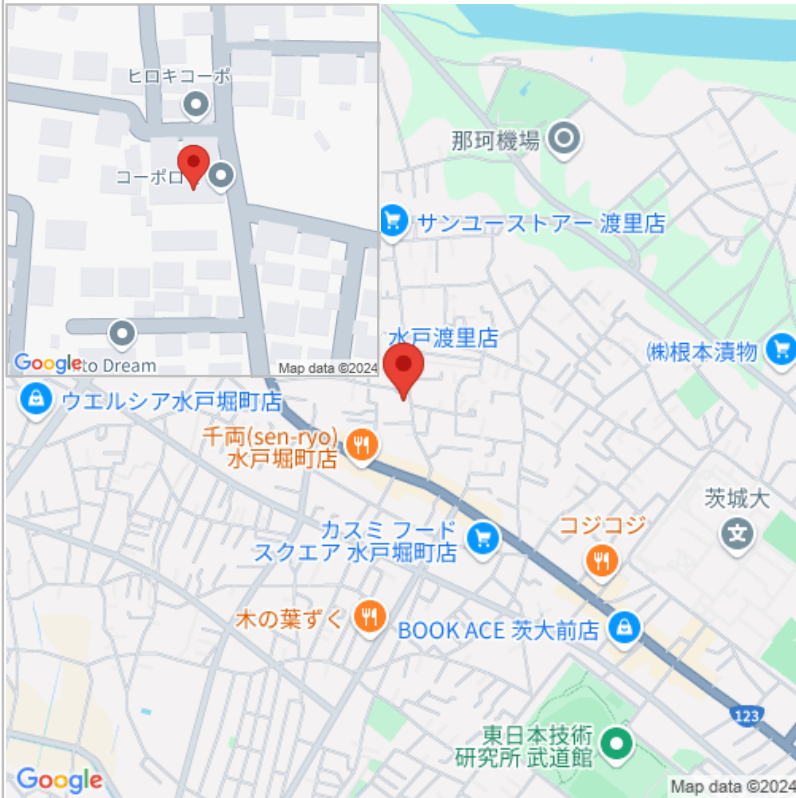 ヒロキコーポ
コーポロ
to Dream
Google
Map data ©2024
那珂機場
サンユーストアー 渡里店
水戸渡里店
㈱根本漬物
ウエルシア水戸堀町店
千両(sen-ryo)
水戸堀町店
カスミ フード
スクエア 水戸堀町店
コジコジ
茨城大
文
木の葉ずく
BOOK ACE 茨大前店
123
東日本技術
研究所 武道館
Google
Map data ©2024